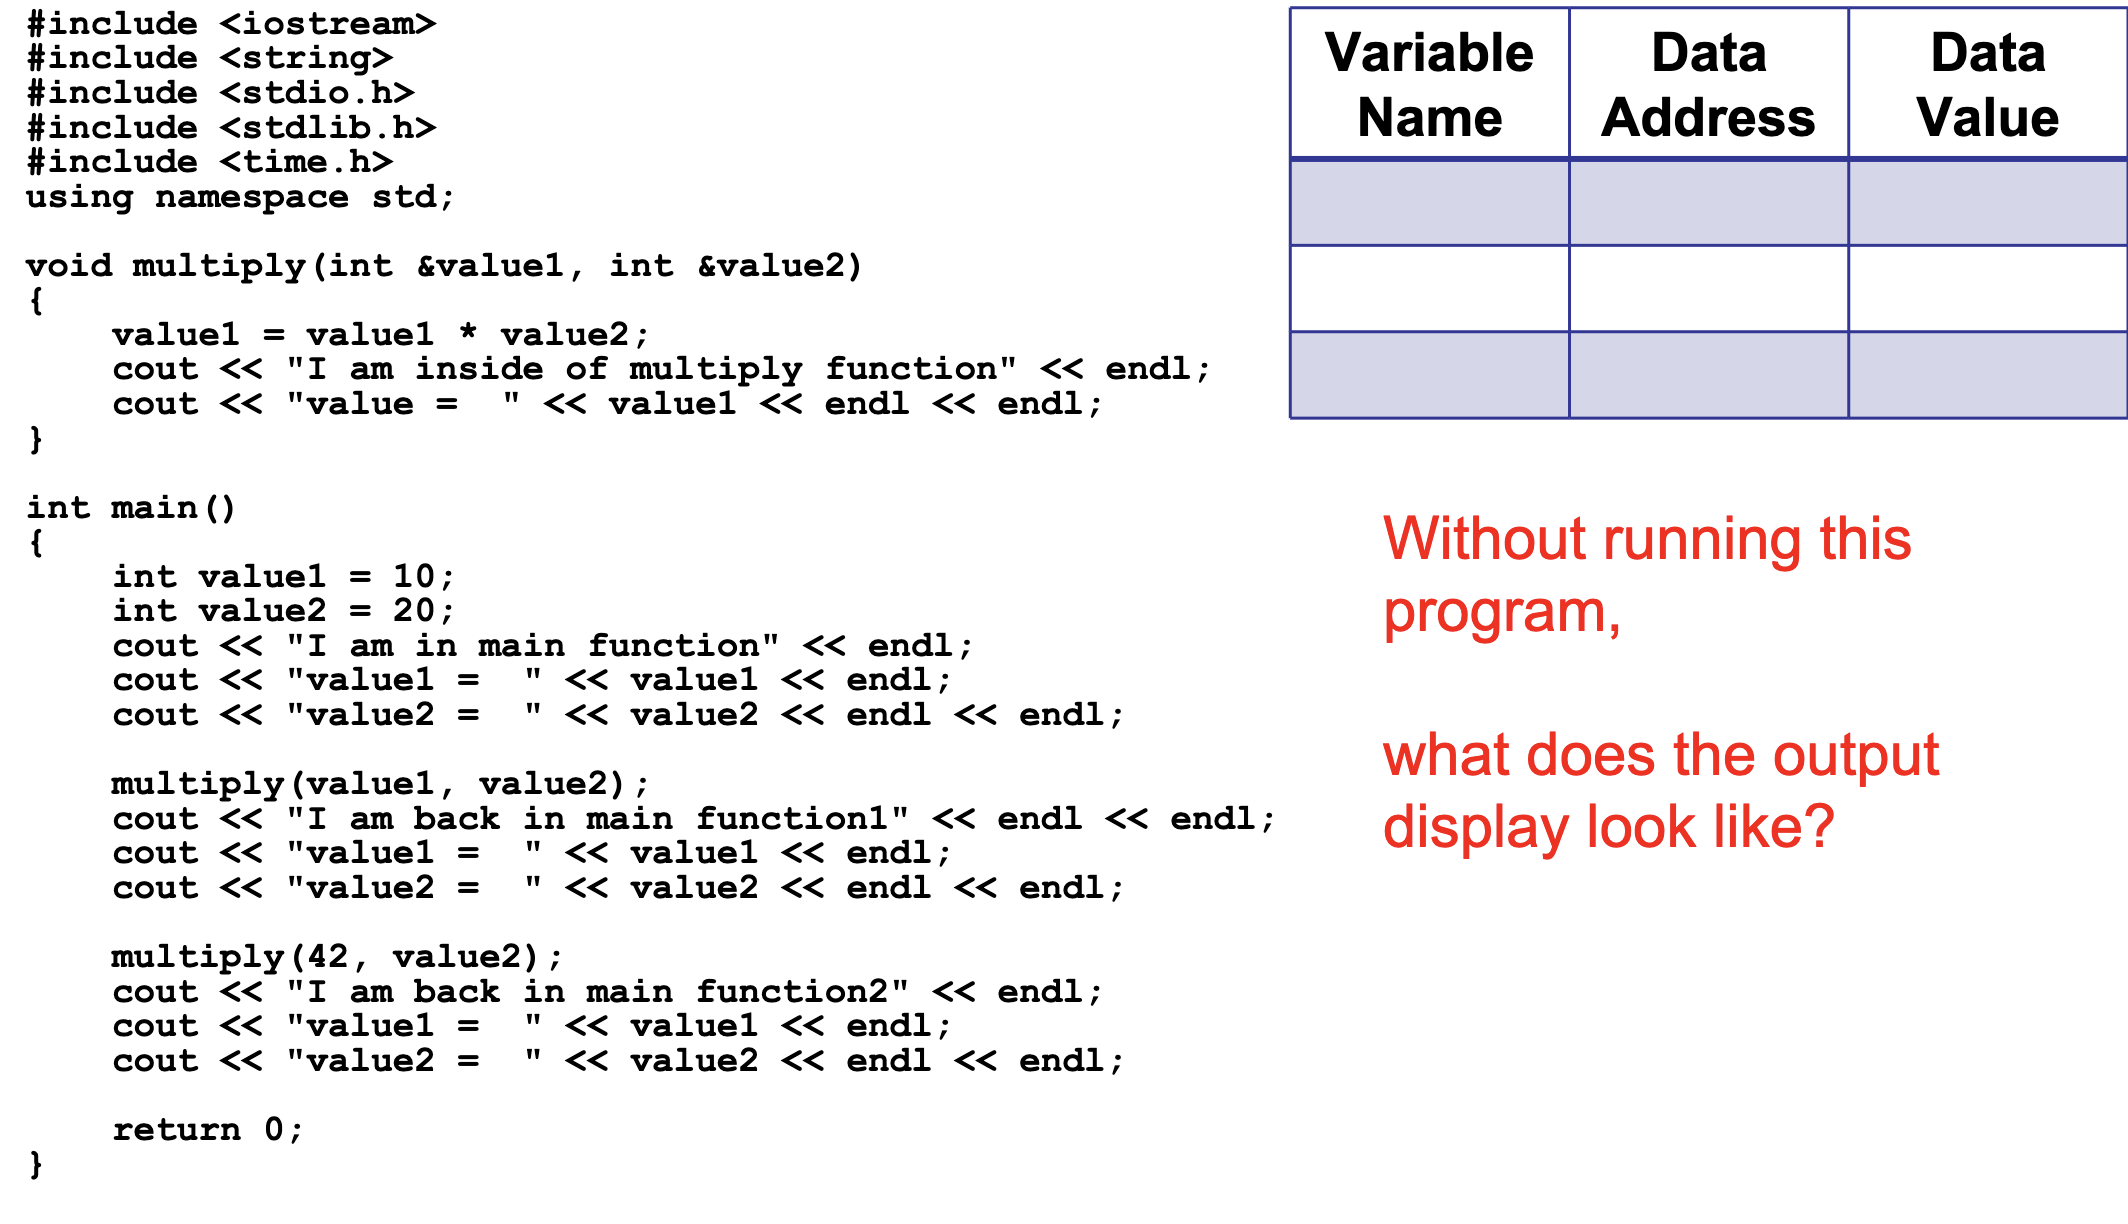 #include <iostream>
#include <string>
#include <stdio.h>
#include <stdlib.h>
#include <time.h>
using namespace std;

void multiply(int &value1, int &value2)
{
    value1 = value1 * value2;
    cout << "I am inside of multiply function" << endl;
    cout << "value =  " << value1 << endl << endl;
}

int main()
{
    int value1 = 10;
    int value2 = 20;
    cout << "I am in main function" << endl;
    cout << "value1 =  " << value1 << endl;
    cout << "value2 =  " << value2 << endl << endl;

    multiply(value1, value2);
    cout << "I am back in main function1" << endl << endl;
    cout << "value1 =  " << value1 << endl;
    cout << "value2 =  " << value2 << endl << endl;

    multiply(42, value2);
    cout << "I am back in main function2" << endl;
    cout << "value1 =  " << value1 << endl;
    cout << "value2 =  " << value2 << endl << endl;

    return 0;
}
Variable Data Data
Name Address Value
Without running this
program,
what does the output
display look like?